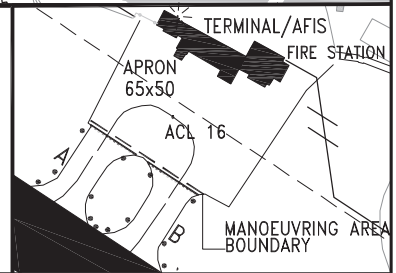 TERMINAL/AFIS
FIRE STATION
APRON
65x50
ACL 16
A
B
MANOEUVRING AREA
BOUNDARY